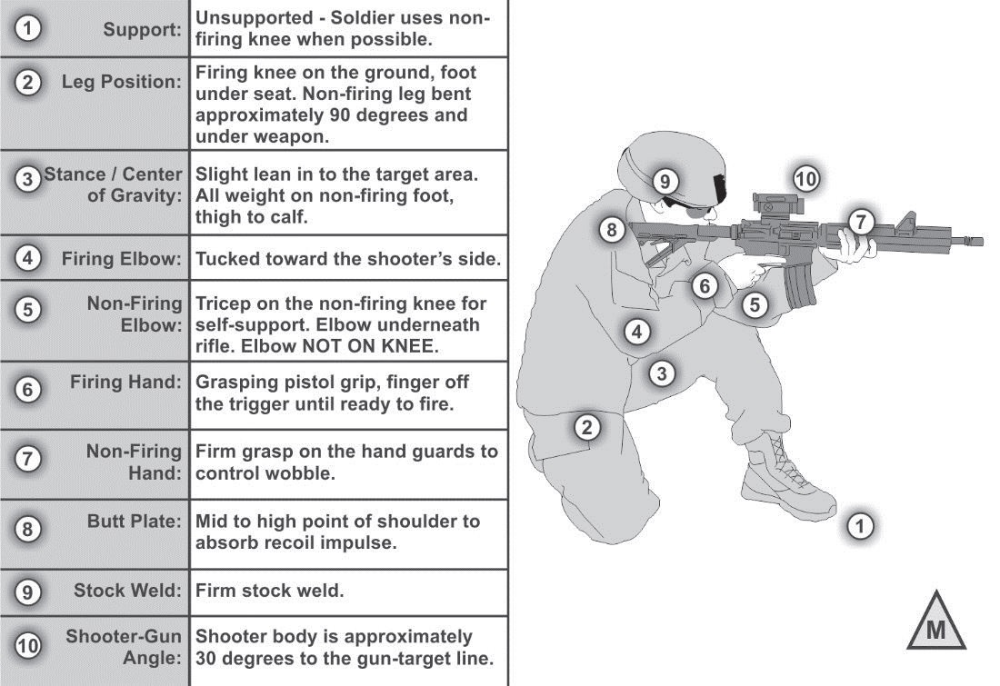 1 Support: Unsupported - Soldier uses non-
firing knee when possible.
2 Leg Position: Firing knee on the ground, foot
under seat. Non-firing leg bent
approximately 90 degrees and
under weapon.
3 Stance / Center
of Gravity:
Slight lean in to the target area.
All weight on non-firing foot,
thigh to calf.
4 Firing Elbow: Tucked toward the shooter's side.
5 Non-Firing
Elbow:
Tricep on the non-firing knee for
self-support. Elbow underneath
rifle. Elbow NOT ON KNEE.
6 Firing Hand: Grasping pistol grip, finger off
the trigger until ready to fire.
7 Non-Firing
Hand:
Firm grasp on the hand guards to
control wobble.
8 Butt Plate: Mid to high point of shoulder to
absorb recoil impulse.
9 Stock Weld: Firm stock weld.
10 Shooter-Gun
Angle:
Shooter body is approximately
30 degrees to the gun-target line.
9
10
8
7
6
5
4
3
2
1
M